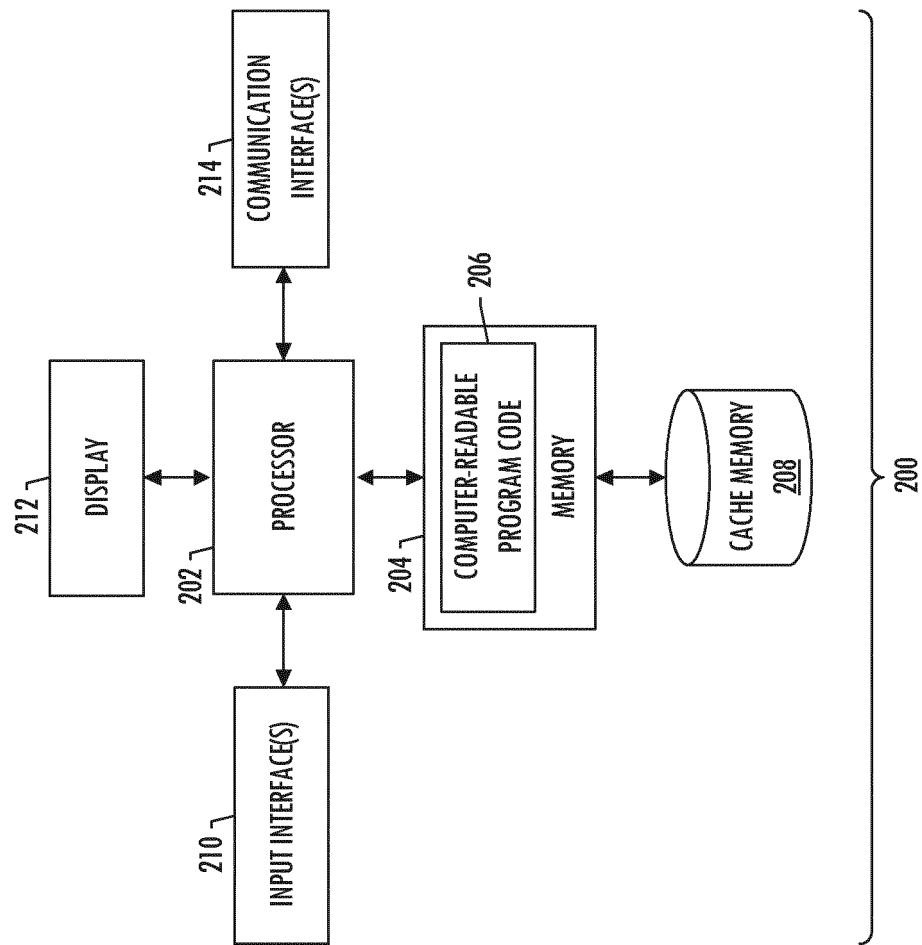 212
DISPLAY
214
COMMUNICATION
INTERFACE(S)
202
PROCESSOR
210
INPUT INTERFACE(S)
204
206
COMPUTER-READABLE
PROGRAM CODE
MEMORY
CACHE MEMORY
208
200